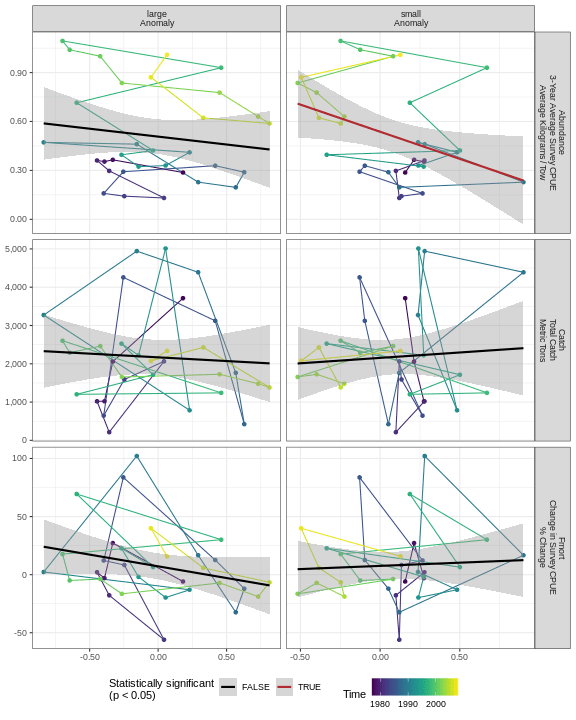 large
Anomaly
small
Anomaly
0.90
0.60
0.30
0.00
Abundance
3-Year Average Survey CPUE
Average Kilograms / Tow
5,000
4,000
3,000
2,000
1,000
0
Catch
Total Catch
Metric Tons
100
50
0
-50
Fmort
Change in Survey CPUE
% Change
-0.50
0.00
0.50
-0.50
0.00
0.50
Statistically significant
(p < 0.05)
FALSE
TRUE
Time
1980
1990
2000